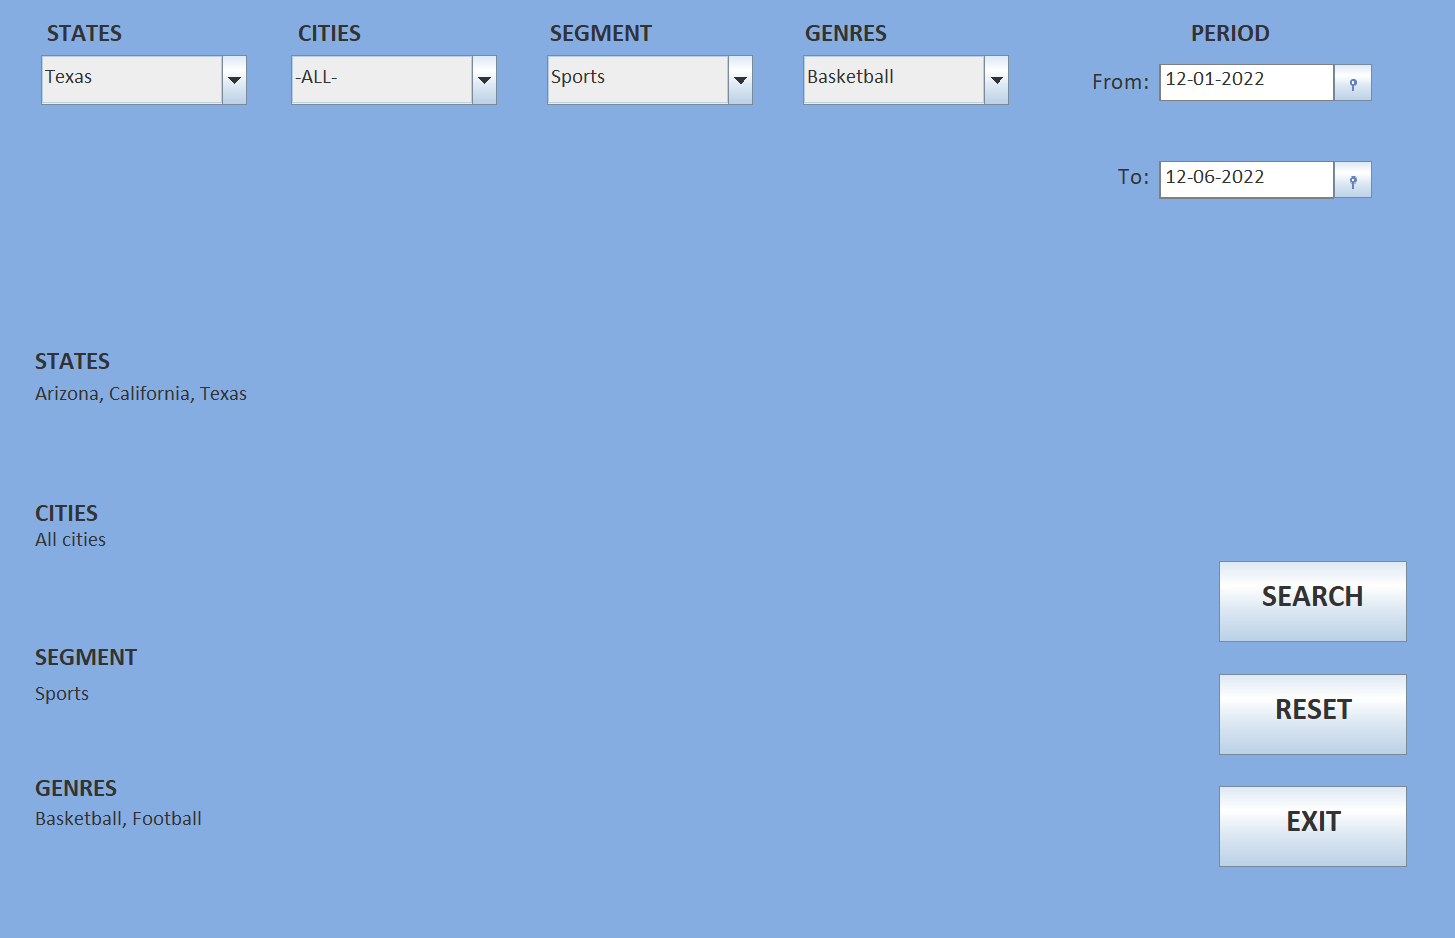 STATES CITIES SEGMENT GENRES PERIOD
Texas -ALL- Sports Basketball
From: 12-01-2022
To: 12-06-2022
STATES
Arizona, California, Texas
CITIES
All cities
SEARCH
SEGMENT
Sports
RESET
GENRES
Basketball, Football
EXIT